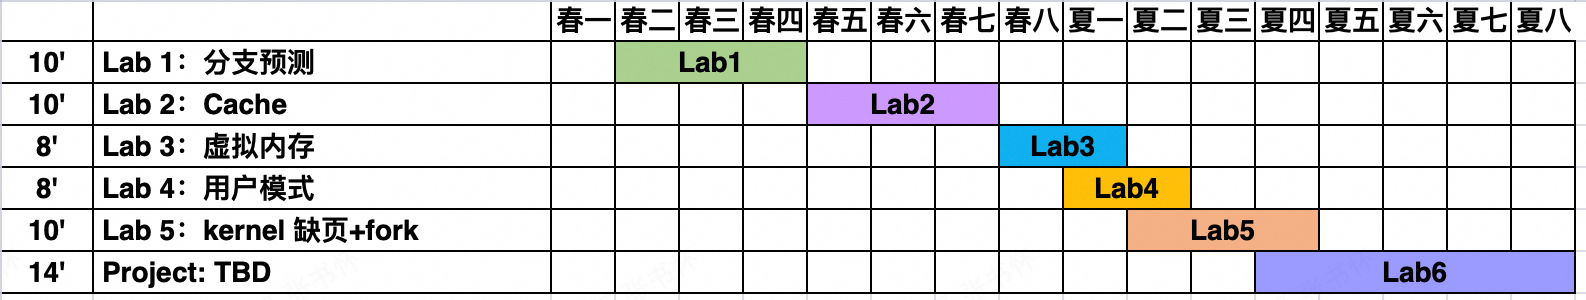 春一 春二 春三 春四 春五 春六 春七 春八 夏一 夏二 夏三 夏四 夏五 夏六 夏七 夏八
10' Lab 1：分支预测 Lab1
10' Lab 2：Cache Lab2
8' Lab 3：虚拟内存 Lab3
8' Lab 4：用户模式 Lab4
10' Lab 5：kernel 缺页+fork Lab5
14' Project: TBD Lab6